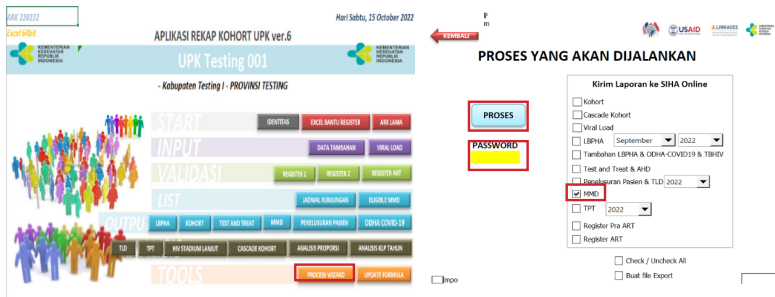 ARK 220222
Hari Sabtu, 15 October 2022
Excel 64bit
APLIKASI REKAP KOHORT UPK ver.6
KEMENTERIAN KESEHATAN REPUBLIK INDONESIA
UPK Testing 001
KEMENTERIAN KESEHATAN REPUBLIK INDONESIA
- Kabupaten Testing I - PROVINSI TESTING
START
IDENTITAS
EXCEL BANTU REGISTER
ARK LAMA
INPUT
DATA TAMBAHAN
VIRAL LOAD
VALIDASI
REGISTER 1
REGISTER 2
REGISTER ART
LIST
JADWAL KUNJUNGAN
ELIGIBLE MMD
OUTPUT
LBPHA
KOHORT
TEST AND TREAT
MMD
PENELUSURAN PASIEN
ODHA COVID-19
TLD
TPT
HIV STADIUM LANJUT
CASCADE KOHORT
ANALISIS PROPORSI
ANALISIS KLP TAHUN
TOOLS
PROCESS WIZARD
UPDATE FORMULA
P
m
KEMBALI
USAID
LINKAGES
PROSES YANG AKAN DIJALANKAN
PROSES
PASSWORD
Kirim Laporan ke SIHA Online
Kohort
Cascade Kohort
Viral Load
LBPHA September 2022
Tambahan LBPHA & ODHA-COVID19 & TBHIV
Test and Treat & AHD
Penelusuran Pasien & TLD 2022
MMD
TPT 2022
Register Pra ART
Register ART
Check / Uncheck All
Buat file Export
Impo